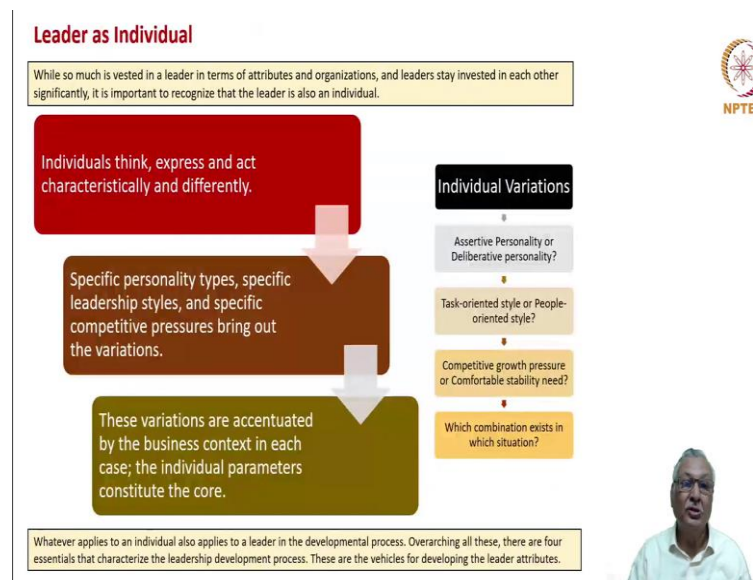 Leader as Individual
While so much is vested in a leader in terms of attributes and organizations, and leaders stay invested in each other
significantly, it is important to recognize that the leader is also an individual.
NPTE
Individuals think, express and act
characteristically and differently.
Specific personality types, specific
leadership styles, and specific
competitive pressures bring out
the variations.
These variations are accentuated
by the business context in each
case; the individual parameters
constitute the core.
Individual Variations
Assertive Personality or
Deliberative personality?
Task-oriented style or People-
oriented style?
Competitive growth pressure
or Comfortable stability need?
Which combination exists in
which situation?
Whatever applies to an individual also applies to a leader in the developmental process. Overarching all these, there are four
essentials that characterize the leadership development process. These are the vehicles for developing the leader attributes.